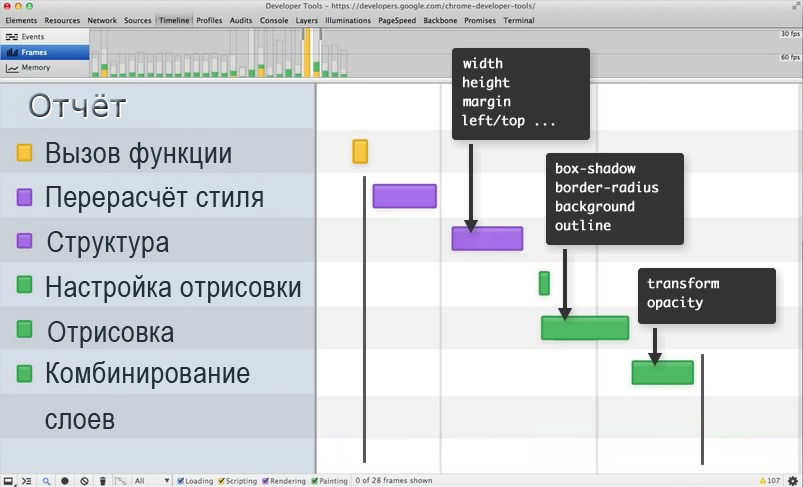 Developer Tools - https://developers.google.com/chrome-developer-tools/
Elements Resources Network Sources Timeline Profiles Audits Console Layers Illuminations PageSpeed Backbone Promises Terminal
Events
Frames
Memory
30 fps
60 fps
Отчёт
Вызов функции
Перерасчёт стиля
Структура
Настройка отрисовки
Отрисовка
Комбинирование
слоев
width
height
margin
left/top ...
box-shadow
border-radius
background
outline
transform
opacity
All Loading Scripting Rendering Painting 0 of 28 frames shown 107